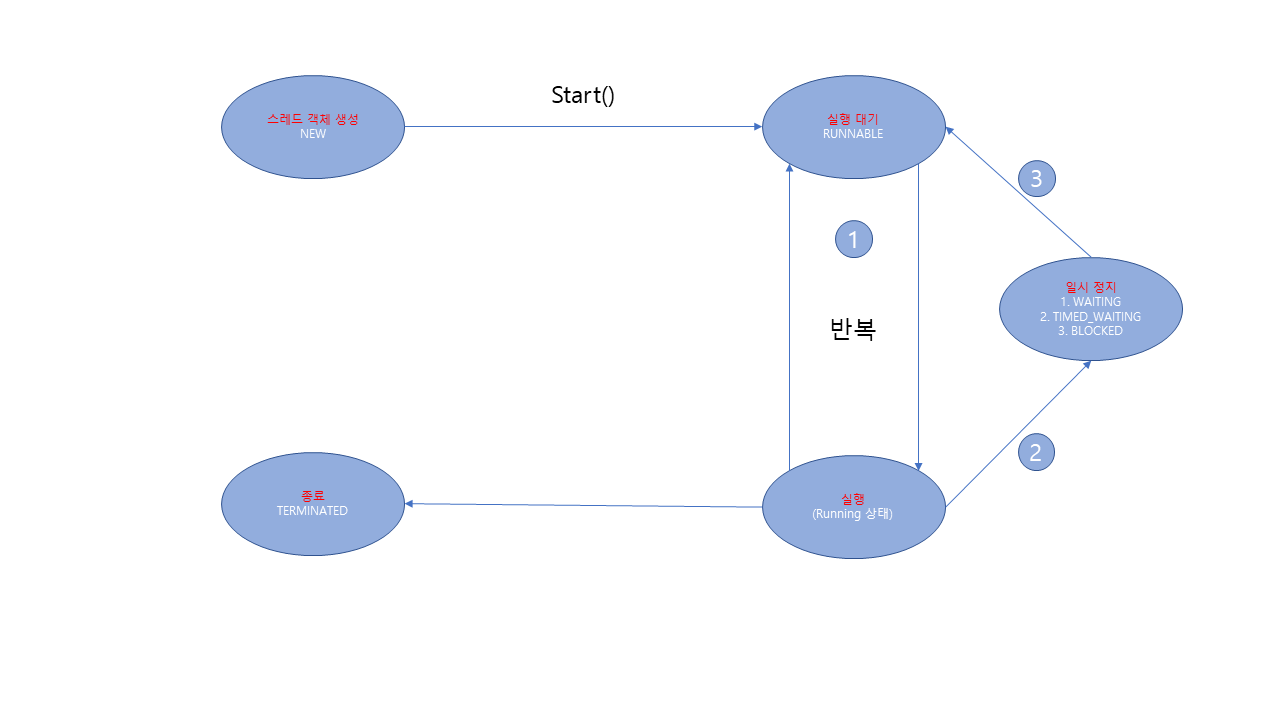 Start()
스레드 객체 생성
NEW
실행 대기
RUNNABLE
3
1
일시 정지
1. WAITING
2. TIMED_WAITING
3. BLOCKED
반복
2
종료
TERMINATED
실행
(Running 상태)